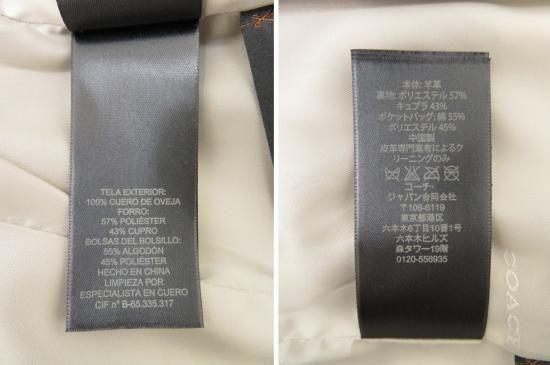 TELA EXTERIOR:
100% CUERO DE OVEJA
FORRO:
57% POLIÉSTER
43% CUPRO
BOLSAS DEL BOLSILLO:
55% ALGODÓN
45% POLIÉSTER
HECHO EN CHINA
LIMPIEZA POR
ESPECIALISTA EN CUERO
CIF nº B-65.335.317
本体: 羊革
裏地: ポリエステル 57%
キュプラ 43%
ポケットバッグ: 綿 55%
ポリエステル 45%
中国製
皮革専門業者によるク
リーニングのみ
コーチ・
ジャパン合同会社
〒106-6119
東京都港区
六本木6丁目10番1号
六本木ヒルズ
森タワー19階
0120-556935
COACH